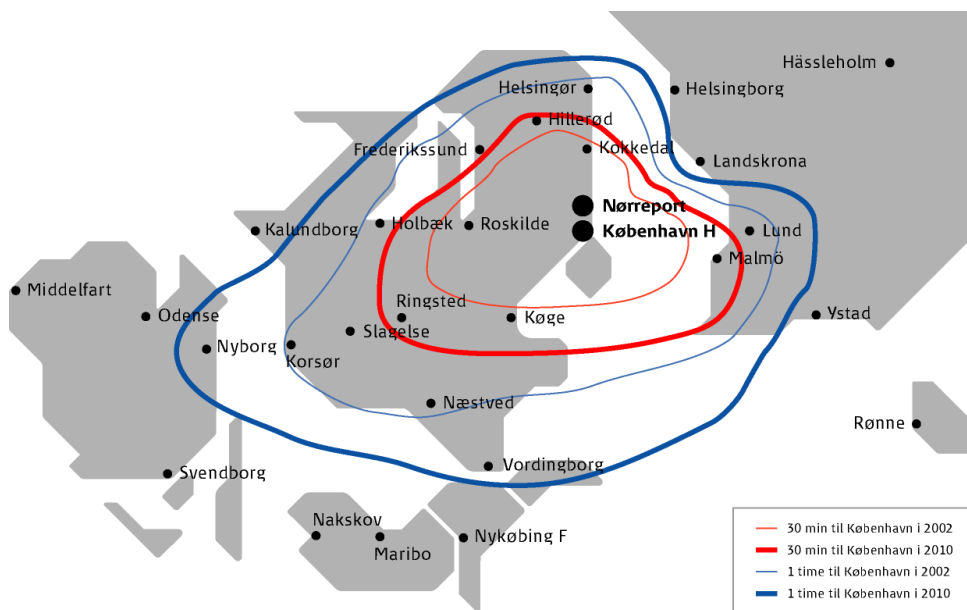 Hässleholm
Helsingør
Helsingborg
Hillerød
Frederikssund
Kokkedal
Landskrona
Nørreport
Kalundborg
Holbæk
Roskilde
København H
Lund
Malmö
Middelfart
Odense
Ringsted
Køge
Ystad
Slagelse
Nyborg
Korsør
Næstved
Rønne
Svendborg
Vordingborg
Nakskov
Maribo
Nykøbing F
30 min til København i 2002
30 min til København i 2010
1 time til København i 2002
1 time til København i 2010